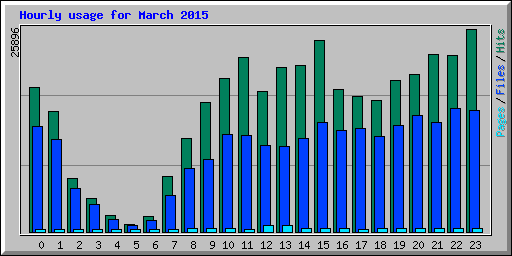 Hourly usage for March 2015
25896
Pages/Files/Hits
0 1 2 3 4 5 6 7 8 9 10 11 12 13 14 15 16 17 18 19 20 21 22 23